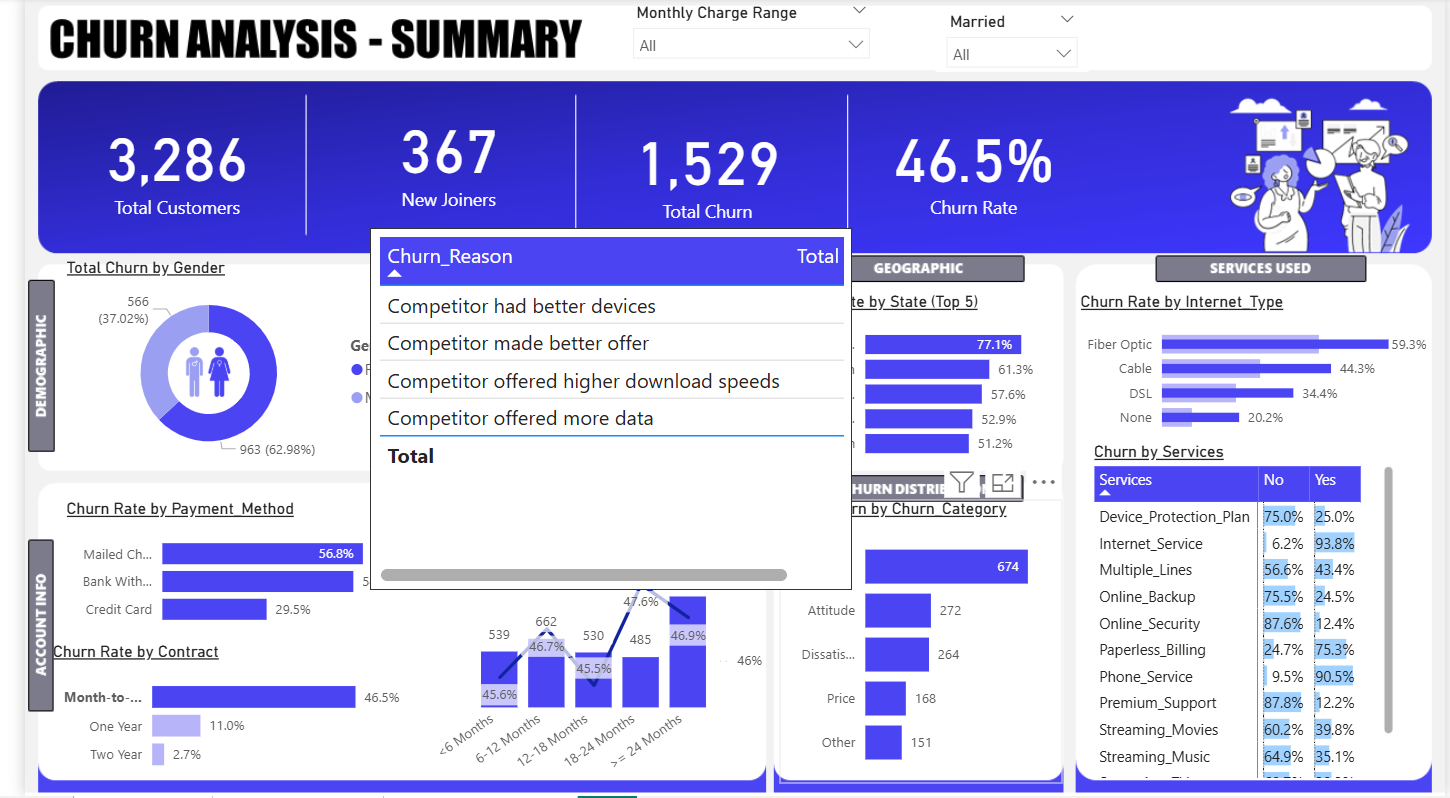 CHURN ANALYSIS - SUMMARY
Monthly Charge Range
All
Married
All
3,286
Total Customers
367
New Joiners
1,529
Total Churn
46.5%
Churn Rate
DEMOGRAPHIC
Total Churn by Gender
566
(37.02%)
963 (62.98%)
Churn_Reason Total
Competitor had better devices
Competitor made better offer
Competitor offered higher download speeds
Competitor offered more data
Total
GEOGRAPHIC
te by State (Top 5)
77.1%
61.3%
57.6%
52.9%
51.2%
SERVICES USED
Churn Rate by Internet_Type
Fiber Optic 59.3%
Cable 44.3%
DSL 34.4%
None 20.2%
Churn by Services
Services No Yes
Device_Protection_Plan 75.0% 25.0%
Internet_Service 6.2% 93.8%
Multiple_Lines 56.6% 43.4%
Online_Backup 75.5% 24.5%
Online_Security 87.6% 12.4%
Paperless_Billing 24.7% 75.3%
Phone_Service 9.5% 90.5%
Premium_Support 87.8% 12.2%
Streaming_Movies 60.2% 39.8%
Streaming_Music 64.9% 35.1%
ACCOUNT INFO
Churn Rate by Payment_Method
Mailed Ch... 56.8%
Bank With...
Credit Card 29.5%
Churn Rate by Contract
Month-to-... 46.5%
One Year 11.0%
Two Year 2.7%
539
662
530
485
45.6%
46.7%
45.5%
47.6%
46.9%
46%
<6 Months
6-12 Months
12-18 Months
18-24 Months
>= 24 Months
HURN DISTRIB
rn by Churn_Category
674
Attitude 272
Dissatis... 264
Price 168
Other 151